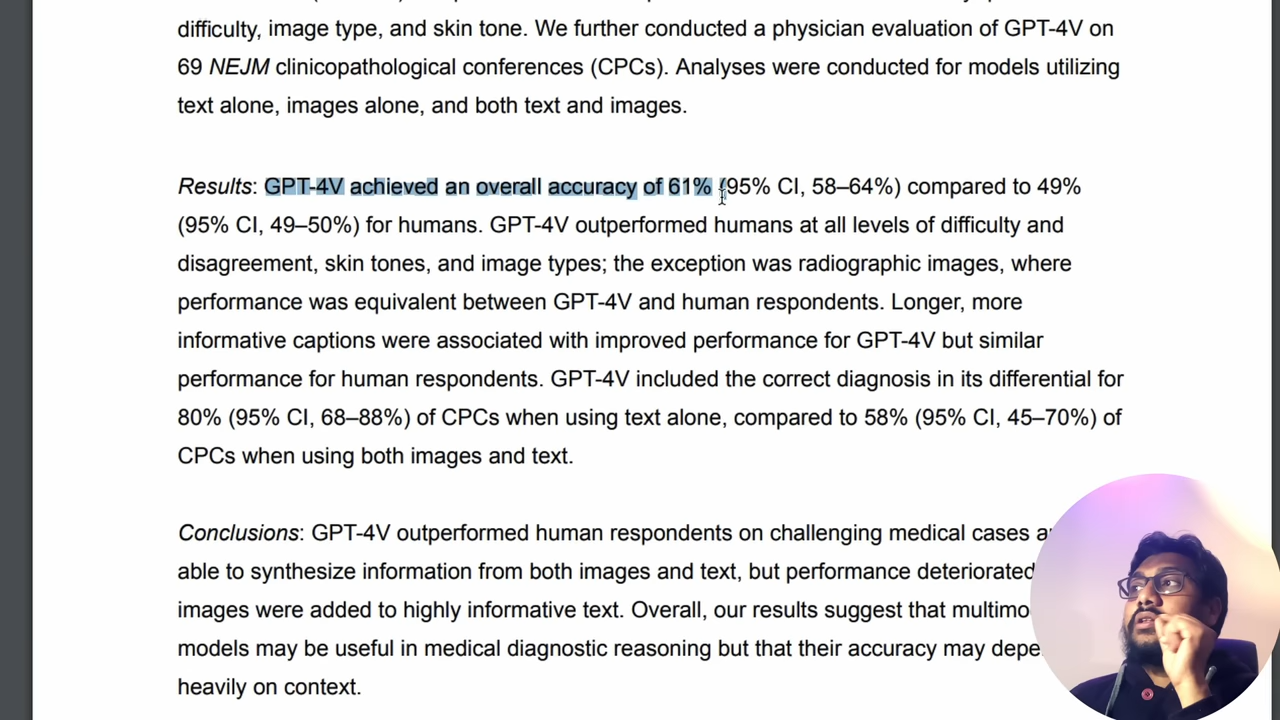 difficulty, image type, and skin tone. We further conducted a physician evaluation of GPT-4V on
69 NEJM clinicopathological conferences (CPCs). Analyses were conducted for models utilizing
text alone, images alone, and both text and images.
Results: GPT-4V achieved an overall accuracy of 61% (95% CI, 58–64%) compared to 49%
(95% CI, 49–50%) for humans. GPT-4V outperformed humans at all levels of difficulty and
disagreement, skin tones, and image types; the exception was radiographic images, where
performance was equivalent between GPT-4V and human respondents. Longer, more
informative captions were associated with improved performance for GPT-4V but similar
performance for human respondents. GPT-4V included the correct diagnosis in its differential for
80% (95% CI, 68–88%) of CPCs when using text alone, compared to 58% (95% CI, 45–70%) of
CPCs when using both images and text.
Conclusions: GPT-4V outperformed human respondents on challenging medical cases
able to synthesize information from both images and text, but performance deteriorated
images were added to highly informative text. Overall, our results suggest that
models may be useful in medical diagnostic reasoning but that their accuracy may
heavily on context.